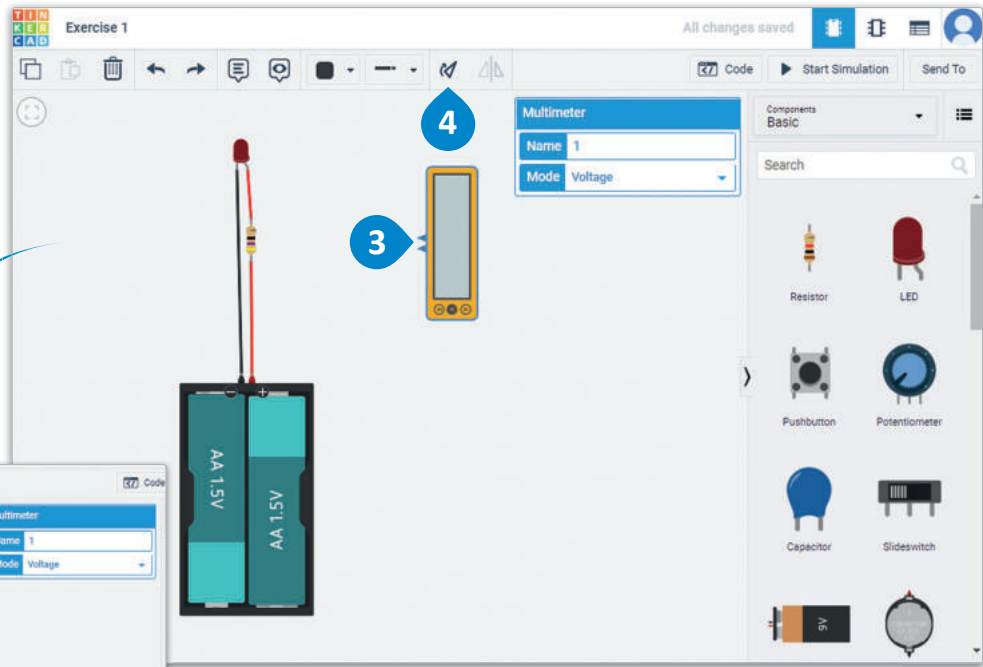 TIN
KER
CAD
Exercise 1
All changes saved
Code
Start Simulation
Send To
4
Multimeter
Name 1
Mode Voltage
Components
Basic
Search
3
Resistor
LED
Pushbutton
Potentiometer
Capacitor
Slideswitch
AA 1.5V
AA 1.5V
9V
Code
ultimeter
ame 1
ode Voltage